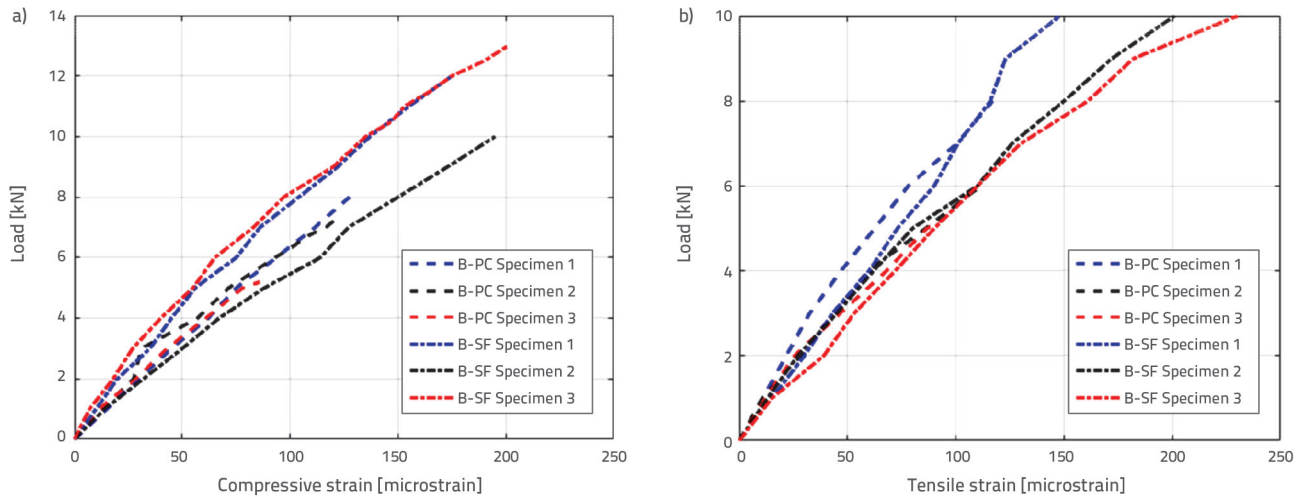 a)
14
12
10
8
6
4
2
0
Load [kN]
0 50 100 150 200 250
Compressive strain [microstrain]
B-PC Specimen 1
B-PC Specimen 2
B-PC Specimen 3
B-SF Specimen 1
B-SF Specimen 2
B-SF Specimen 3
b)
10
8
6
4
2
0
Load [kN]
0 50 100 150 200 250
Tensile strain [microstrain]
B-PC Specimen 1
B-PC Specimen 2
B-PC Specimen 3
B-SF Specimen 1
B-SF Specimen 2
B-SF Specimen 3